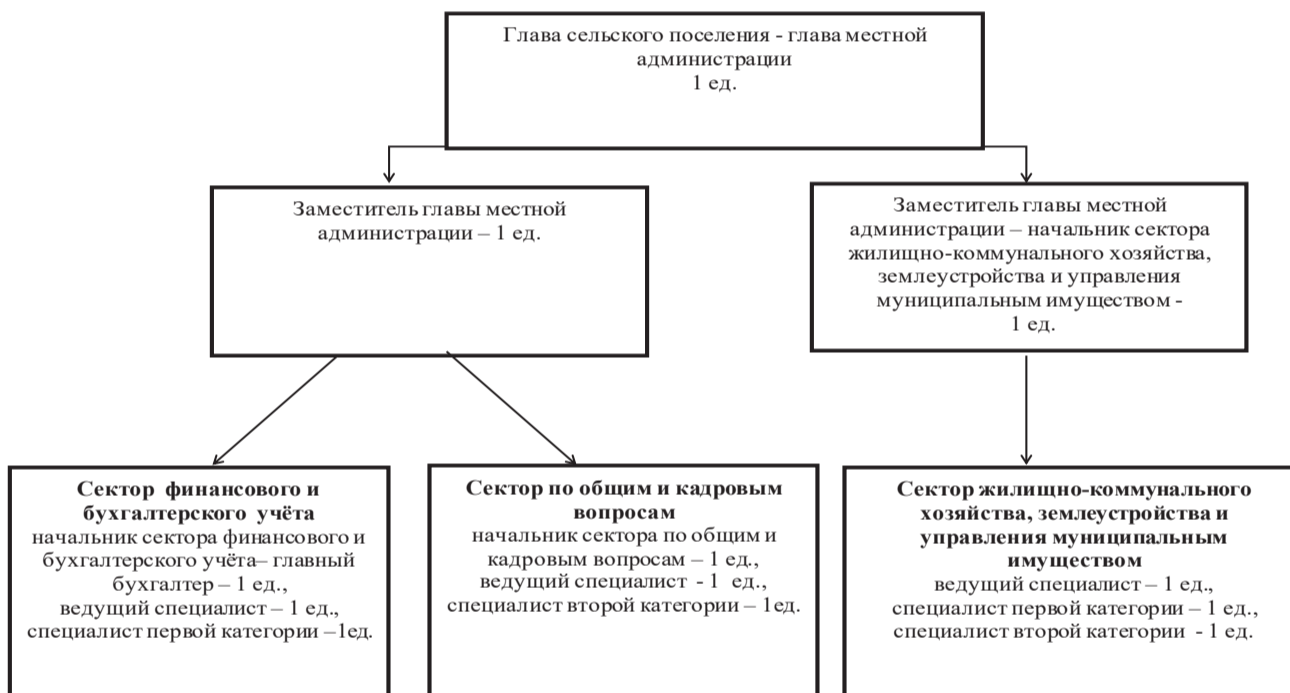 Глава сельского поселения - глава местной
администрации
1 ед.
Заместитель главы местной
администрации – 1 ед.
Заместитель главы местной
администрации – начальник сектора
жилищно-коммунального хозяйства,
землеустройства и управления
муниципальным имуществом -
1 ед.
Сектор финансового и
бухгалтерского учёта
начальник сектора финансового и
бухгалтерского учёта– главный
бухгалтер – 1 ед.,
ведущий специалист – 1 ед.,
специалист первой категории –1ед.
Сектор по общим и кадровым
вопросам
начальник сектора по общим и
кадровым вопросам – 1 ед.,
ведущий специалист - 1 ед.,
специалист второй категории – 1ед.
Сектор жилищно-коммунального
хозяйства, землеустройства и
управления муниципальным
имуществом
ведущий специалист – 1 ед.,
специалист первой категории – 1 ед.,
специалист второй категории - 1 ед.